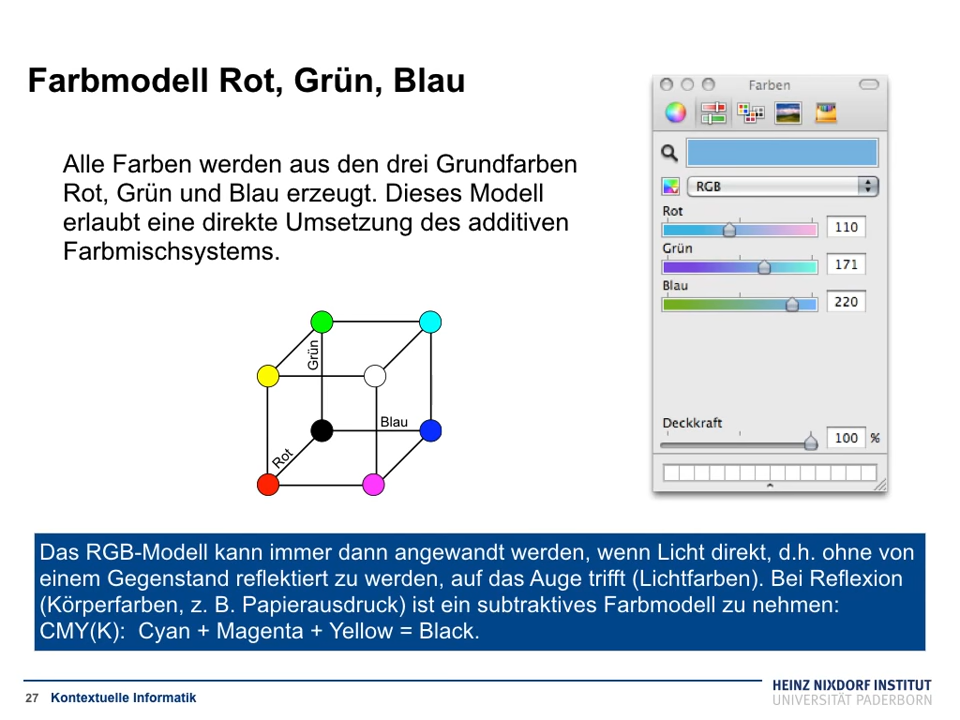 Farbmodell Rot, Grün, Blau
Alle Farben werden aus den drei Grundfarben
Rot, Grün und Blau erzeugt. Dieses Modell
erlaubt eine direkte Umsetzung des additiven
Farbmischsystems.
Grün
Blau
Rot
Farben
RGB
Rot
110
Grün
171
Blau
220
Deckkraft
100 %
Das RGB-Modell kann immer dann angewandt werden, wenn Licht direkt, d.h. ohne von
einem Gegenstand reflektiert zu werden, auf das Auge trifft (Lichtfarben). Bei Reflexion
(Körperfarben, z. B. Papierausdruck) ist ein subtraktives Farbmodell zu nehmen:
CMY(K): Cyan + Magenta + Yellow = Black.
27 Kontextuelle Informatik
HEINZ NIXDORF INSTITUT
UNIVERSITÄT PADERBORN